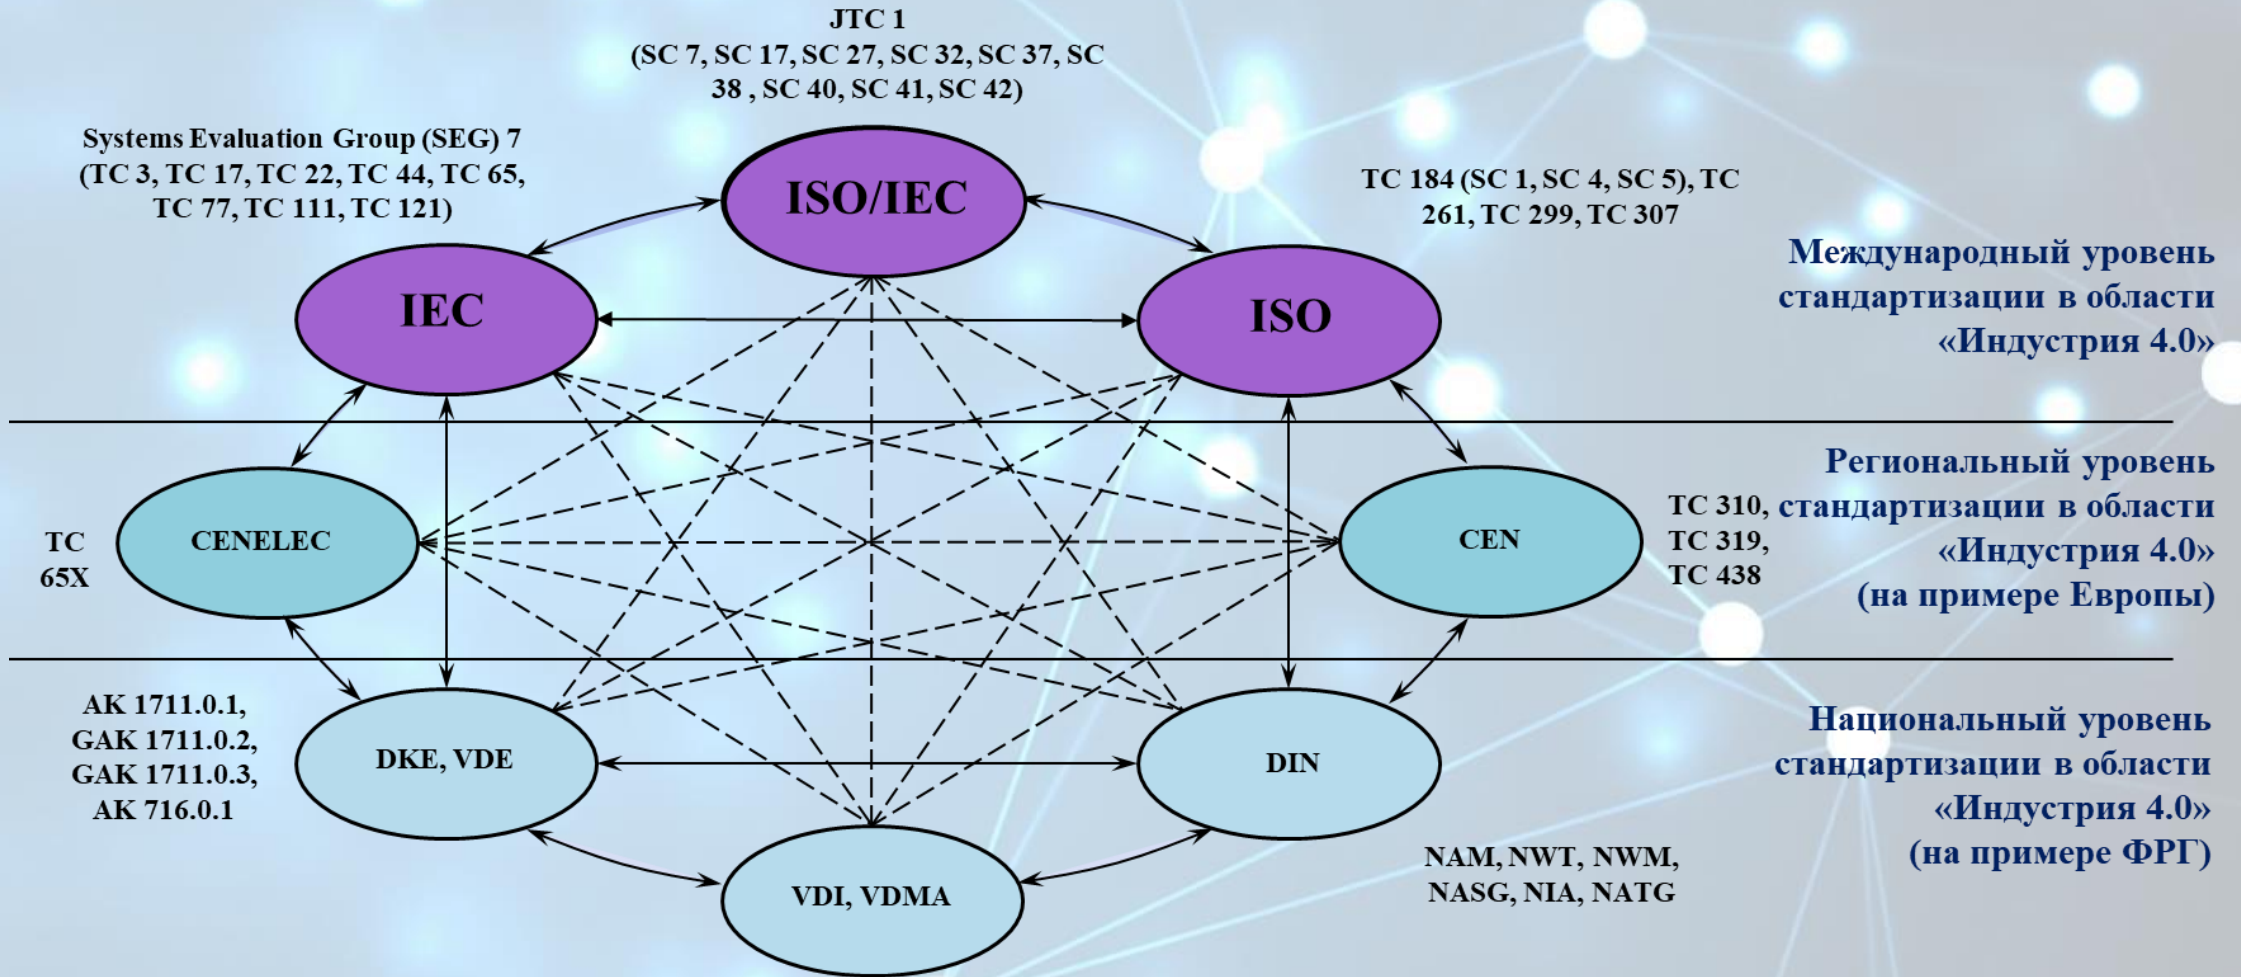 JTC 1
(SC 7, SC 17, SC 27, SC 32, SC 37, SC
38 , SC 40, SC 41, SC 42)
Systems Evaluation Group (SEG) 7
(TC 3, TC 17, TC 22, TC 44, TC 65,
TC 77, TC 111, TC 121)
ISO/IEC
TC 184 (SC 1, SC 4, SC 5), TC
261, TC 299, TC 307
IEC
ISO
Международный уровень
стандартизации в области
«Индустрия 4.0»
TC
65X
CENELEC
CEN
TC 310,
TC 319,
TC 438
Региональный уровень
стандартизации в области
«Индустрия 4.0»
(на примере Европы)
AK 1711.0.1,
GAK 1711.0.2,
GAK 1711.0.3,
AK 716.0.1
DKE, VDE
DIN
Национальный уровень
стандартизации в области
«Индустрия 4.0»
(на примере ФРГ)
VDI, VDMA
NAM, NWT, NWM,
NASG, NIA, NATG